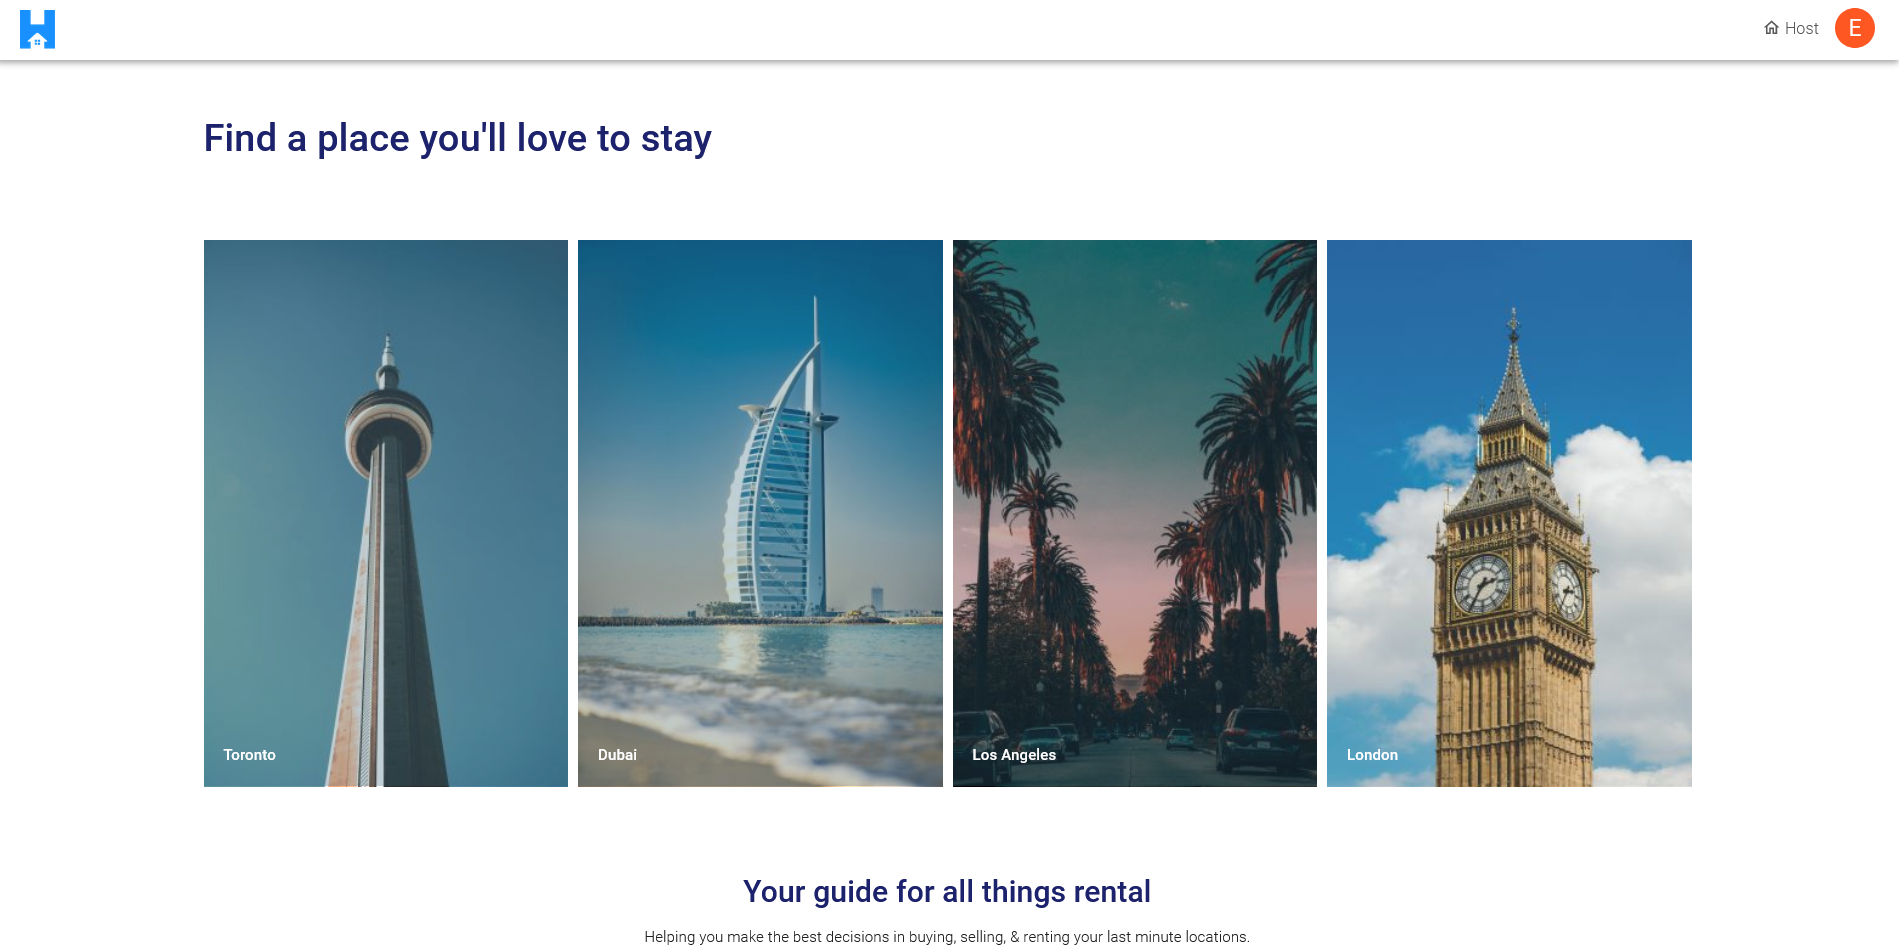 H
Host
E
Find a place you'll love to stay
Toronto
Dubai
Los Angeles
London
Your guide for all things rental
Helping you make the best decisions in buying, selling, & renting your last minute locations.